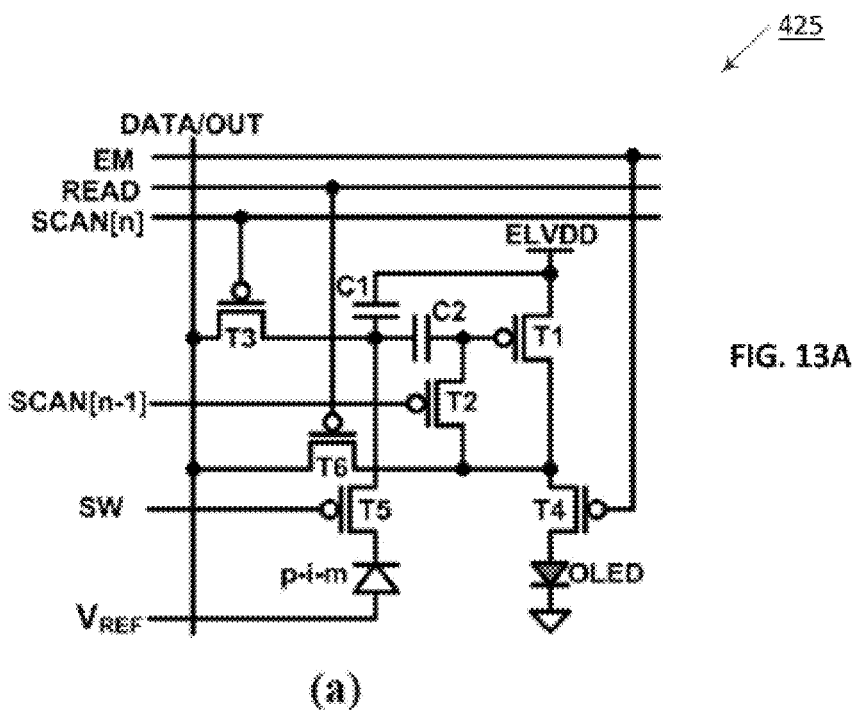 425
DATA/OUT
EM
READ
SCAN[n]
ELVDD
C1
C2
T3
T1
FIG. 13A
SCAN[n-1]
T2
T6
SW
T5
T4
p-i-m
OLED
VREF
(a)